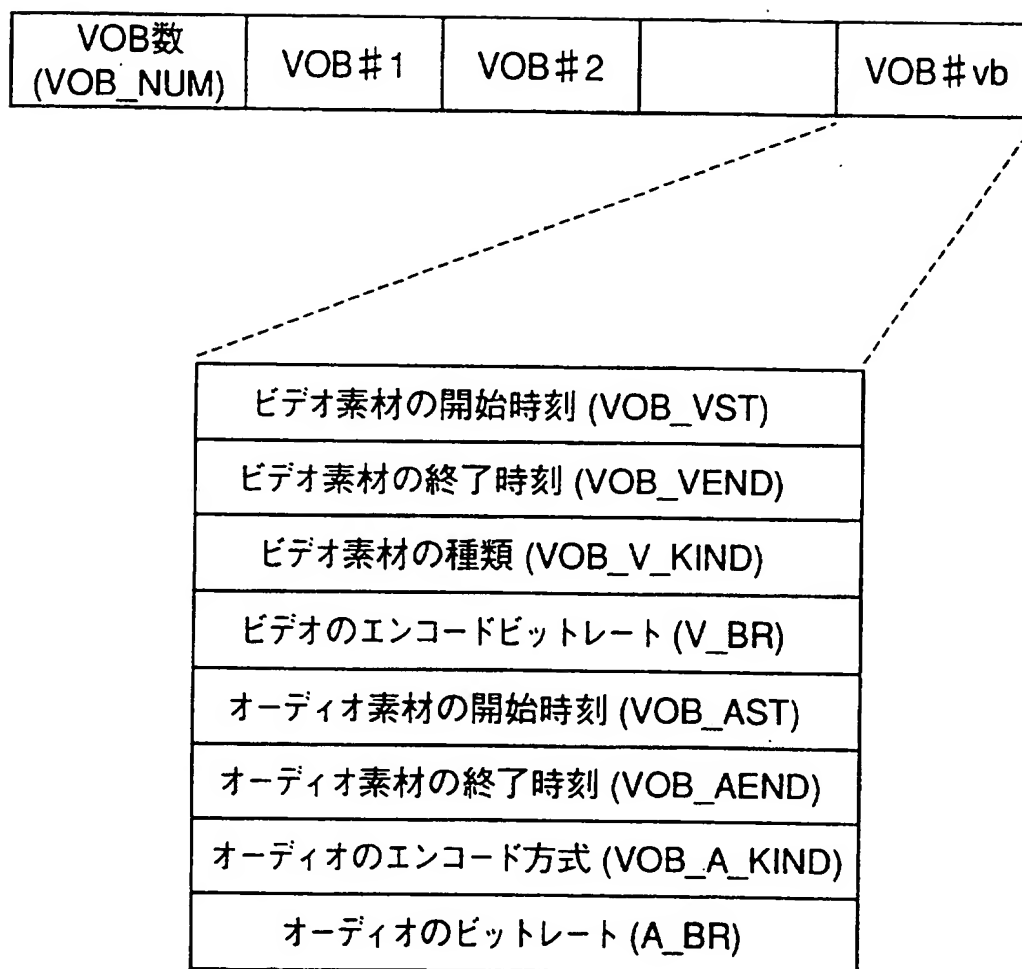 VOB数
(VOB_NUM)
VOB#1
VOB#2
VOB#vb
ビデオ素材の開始時刻 (VOB_VST)
ビデオ素材の終了時刻 (VOB_VEND)
ビデオ素材の種類 (VOB_V_KIND)
ビデオのエンコードビットレート (V_BR)
オーディオ素材の開始時刻 (VOB_AST)
オーディオ素材の終了時刻 (VOB_AEND)
オーディオのエンコード方式 (VOB_A_KIND)
オーディオのビットレート (A_BR)